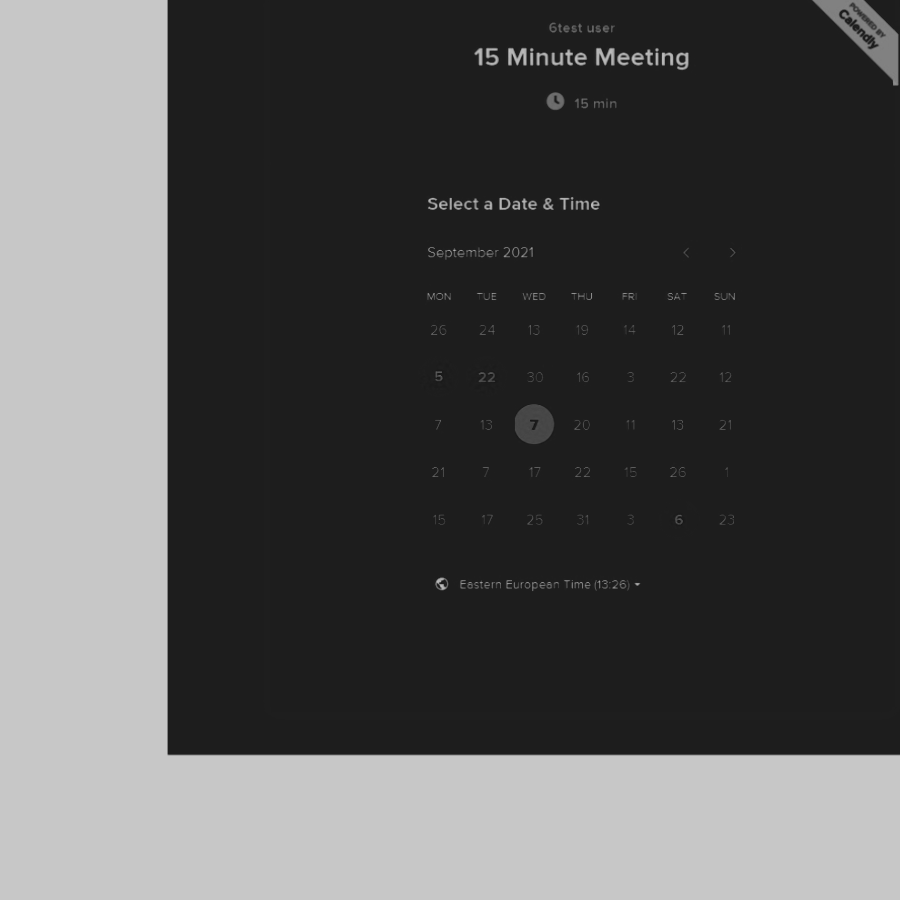 6test user
15 Minute Meeting
15 min
POWERED BY
Calendly
Select a Date & Time
September 2021
MON TUE WED THU FRI SAT SUN
26 24 13 19 14 12 11
5 22 30 16 3 22 12
7 13 7 20 11 13 21
21 7 17 22 15 26 1
15 17 25 31 3 6 23
Eastern European Time (13:26)